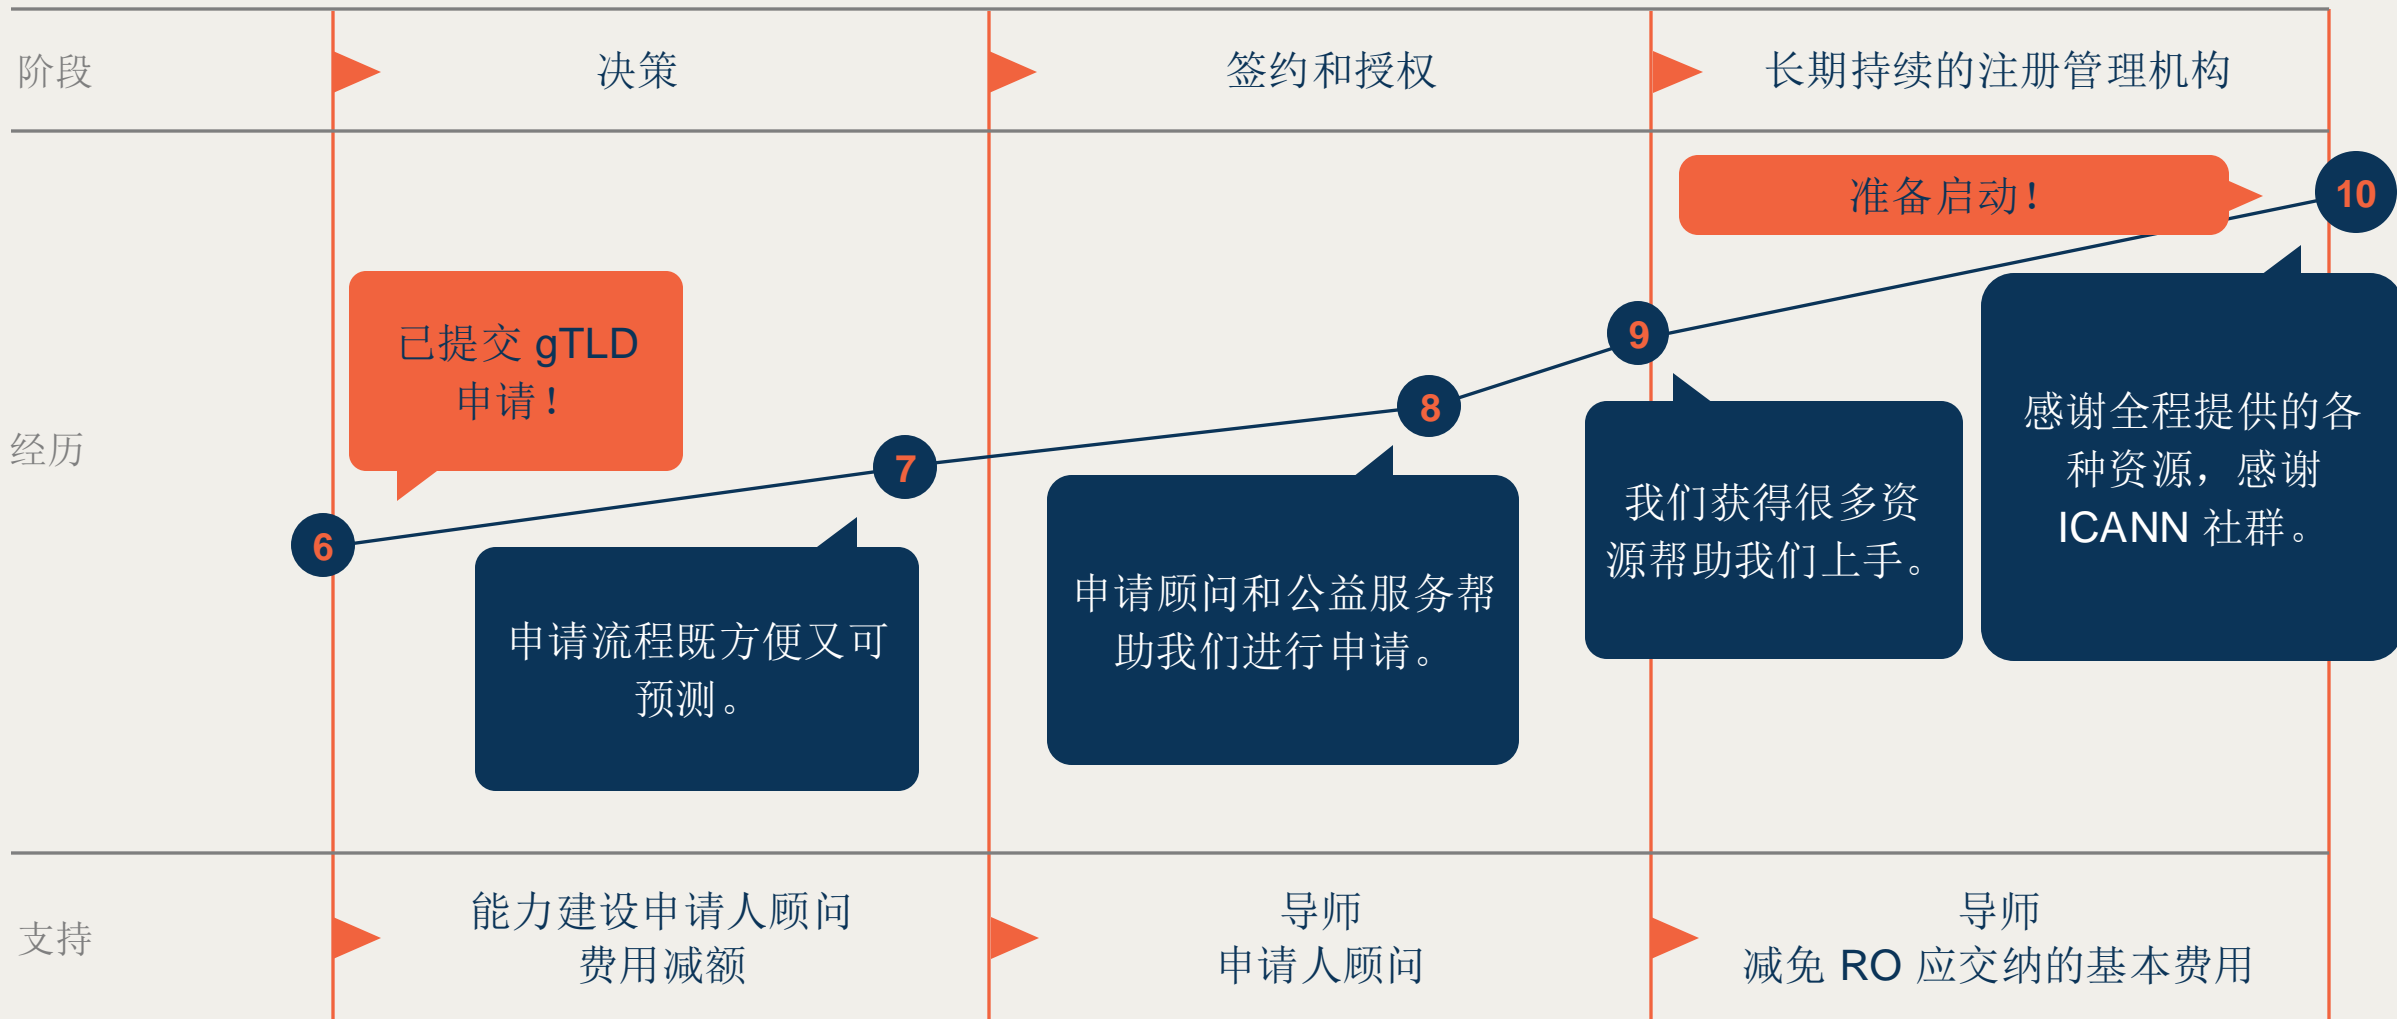 阶段
决策
签约和授权
长期持续的注册管理机构
经历
准备启动！
10
已提交 gTLD
申请！
9
8
7
6
申请流程既方便又可
预测。
申请顾问和公益服务帮
助我们进行申请。
我们获得很多资
源帮助我们上手。
感谢全程提供的各
种资源，感谢
ICANN 社群。
支持
能力建设申请人顾问
费用减额
导师
申请人顾问
导师
减免 RO 应交纳的基本费用